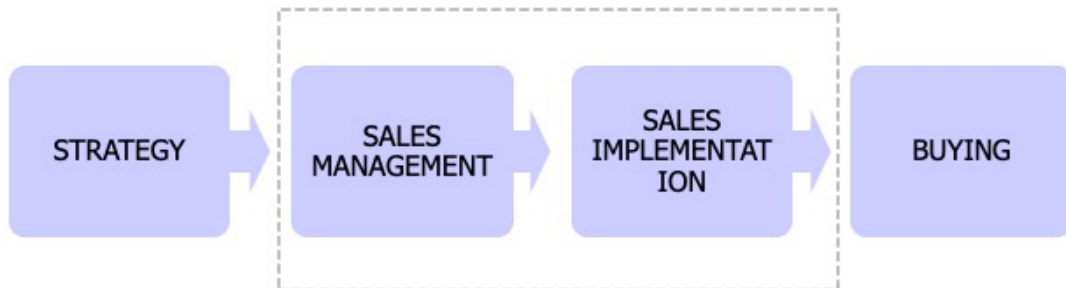 STRATEGY
SALES
MANAGEMENT
SALES
IMPLEMENTAT
ION
BUYING